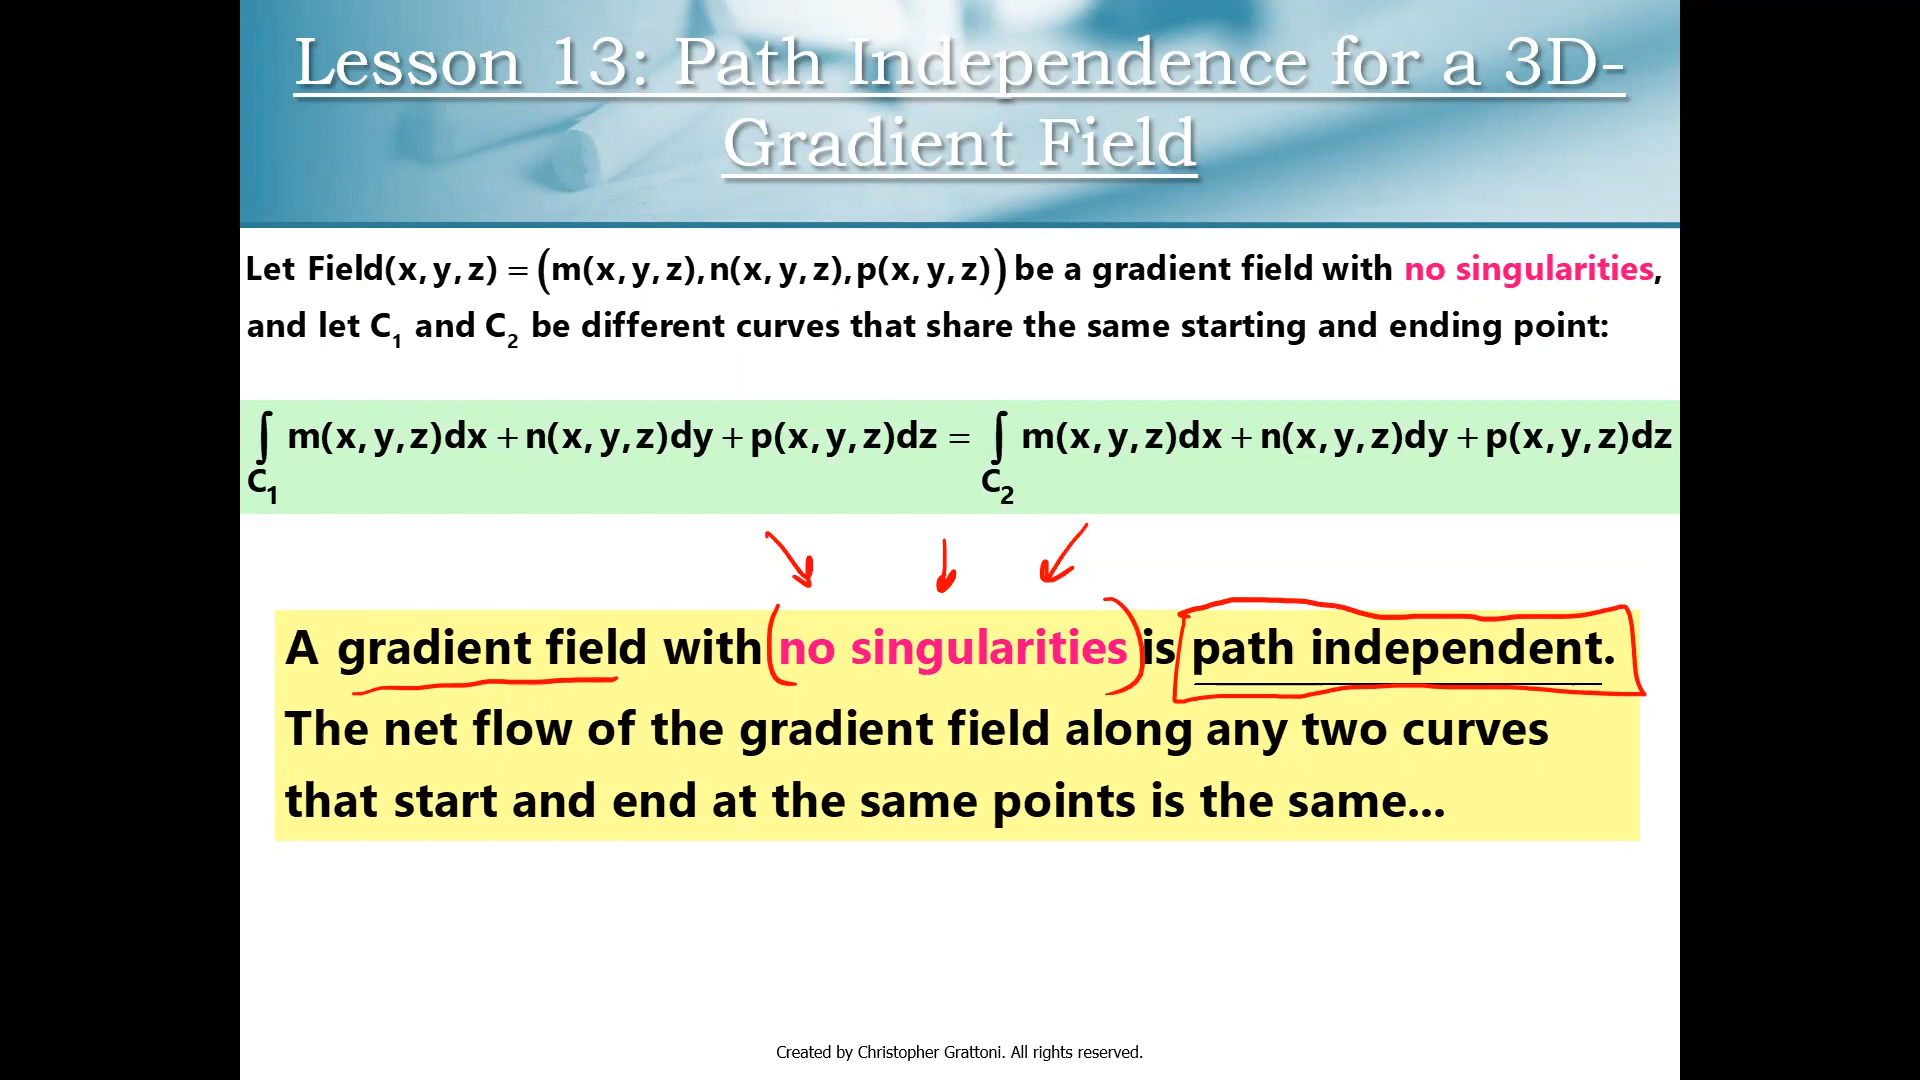 Lesson 13: Path Independence for a 3D-
Gradient Field
Let Field(x,y,z) = (m(x,y,z),n(x,y,z),p(x,y,z)) be a gradient field with no singularities,
and let C₁ and C₂ be different curves that share the same starting and ending point:
∫C₁ m(x,y,z)dx + n(x,y,z)dy + p(x,y,z)dz = ∫C₂ m(x,y,z)dx + n(x,y,z)dy + p(x,y,z)dz
A gradient field with no singularities is path independent.
The net flow of the gradient field along any two curves
that start and end at the same points is the same...
Created by Christopher Grattoni. All rights reserved.